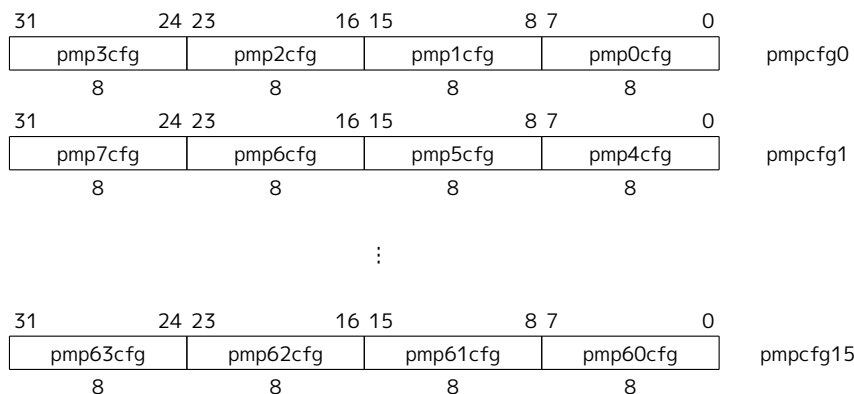 31 24 23 16 15 8 7 0
pmp3cfg pmp2cfg pmp1cfg pmp0cfg pmpcfg0
8 8 8 8
31 24 23 16 15 8 7 0
pmp7cfg pmp6cfg pmp5cfg pmp4cfg pmpcfg1
8 8 8 8
⋮
31 24 23 16 15 8 7 0
pmp63cfg pmp62cfg pmp61cfg pmp60cfg pmpcfg15
8 8 8 8